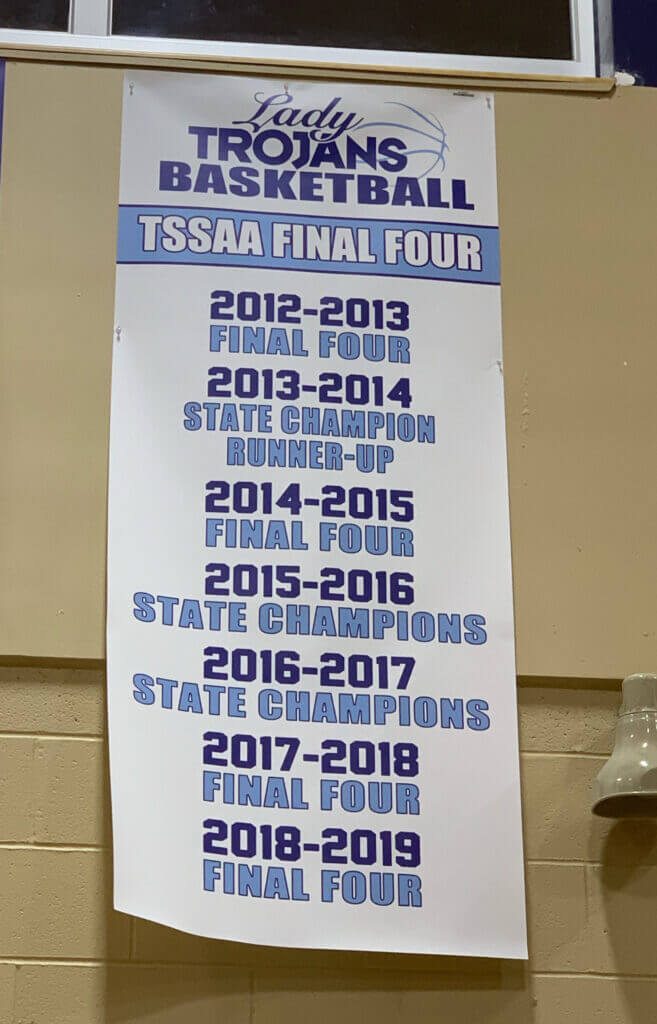 Lady
TROJANS
BASKETBALL
TSSAA FINAL FOUR
2012-2013
FINAL FOUR
2013-2014
STATE CHAMPION
RUNNER-UP
2014-2015
FINAL FOUR
2015-2016
STATE CHAMPIONS
2016-2017
STATE CHAMPIONS
2017-2018
FINAL FOUR
2018-2019
FINAL FOUR